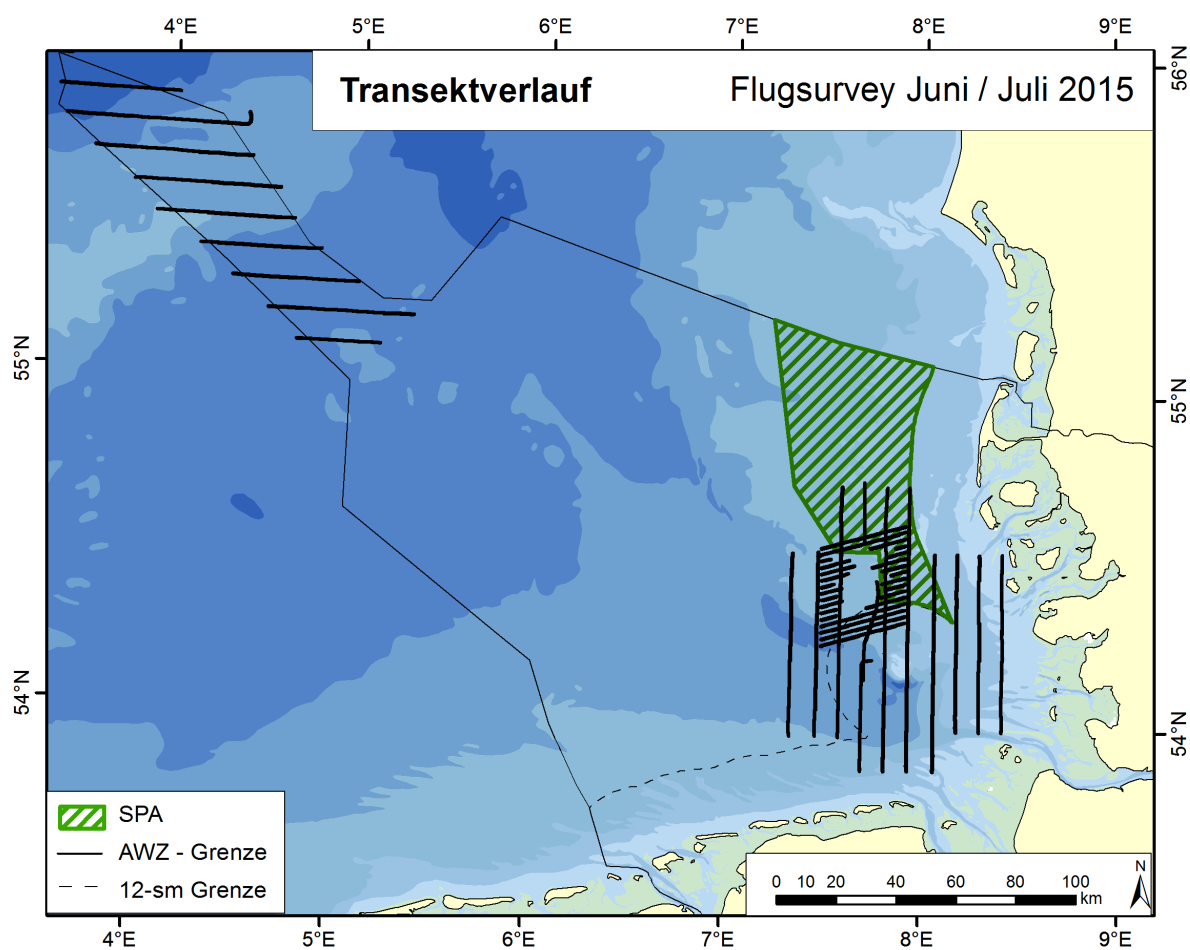 4°E 5°E 6°E 7°E 8°E 9°E
Transektverlauf Flugsurvey Juni / Juli 2015
56°N
55°N
55°N
54°N
54°N
SPA
AWZ - Grenze
12-sm Grenze
N
0 10 20 40 60 80 100
km
4°E 5°E 6°E 7°E 8°E 9°E